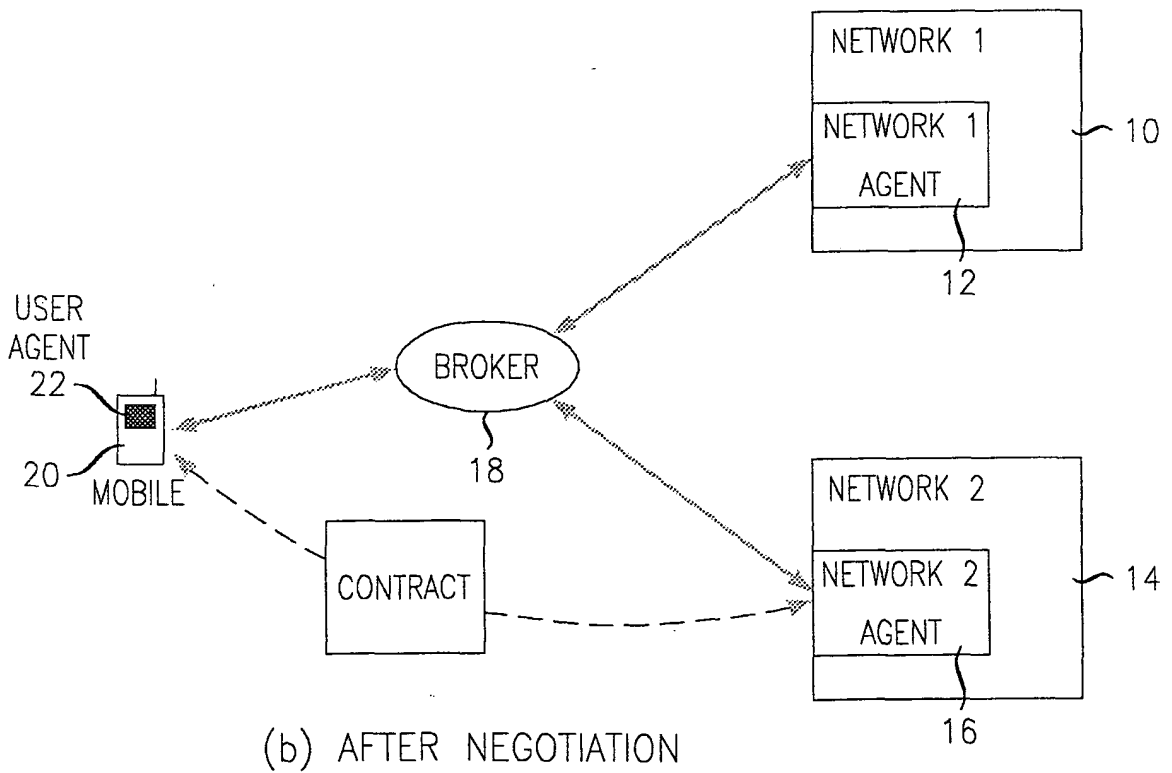 NETWORK 1
NETWORK 1
AGENT
10
12
USER
AGENT
22
20
MOBILE
BROKER
18
CONTRACT
NETWORK 2
NETWORK 2
AGENT
14
16
(b) AFTER NEGOTIATION